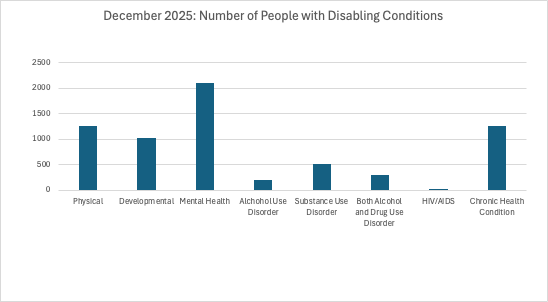 December 2025: Number of People with Disabling Conditions
2500
2000
1500
1000
500
0
Physical
Developmental
Mental Health
Alchohol Use
Disorder
Substance Use
Disorder
Both Alcohol
and Drug Use
Disorder
HIV/AIDS
Chronic Health
Condition